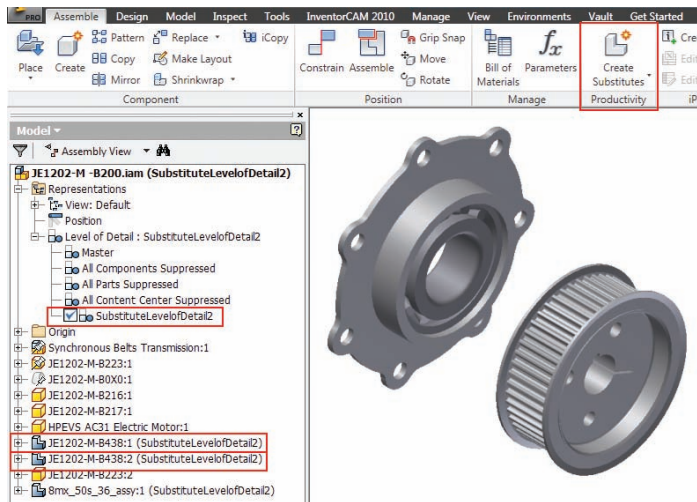 PRO Assemble Design Model Inspect Tools InventorCAM 2010 Manage View Environments Vault Get Started
Place
Create
Pattern
Copy
Mirror
Replace
Make Layout
Shrinkwrap
iCopy
Component
Constrain
Assemble
Grip Snap
Move
Rotate
Position
Bill of
Materials
Parameters
Manage
Create
Substitutes
Productivity
Cre
Edit
Edit
iP
Model
Assembly View
JE1202-M -B200.iam (SubstituteLevelofDetail2)
Representations
View: Default
Position
Level of Detail : SubstituteLevelofDetail2
Master
All Components Suppressed
All Parts Suppressed
All Content Center Suppressed
SubstituteLevelofDetail2
Origin
Synchronous Belts Transmission:1
JE1202-M-B223:1
JE1202-M-B0X0:1
JE1202-M-B216:1
JE1202-M-B217:1
HPEVS AC31 Electric Motor:1
JE1202-M-B438:1 (SubstituteLevelofDetail2)
JE1202-M-B438:2 (SubstituteLevelofDetail2)
JE1202-M-B223:2
8mx_50s_36_assy:1 (SubstituteLevelofDetail2)